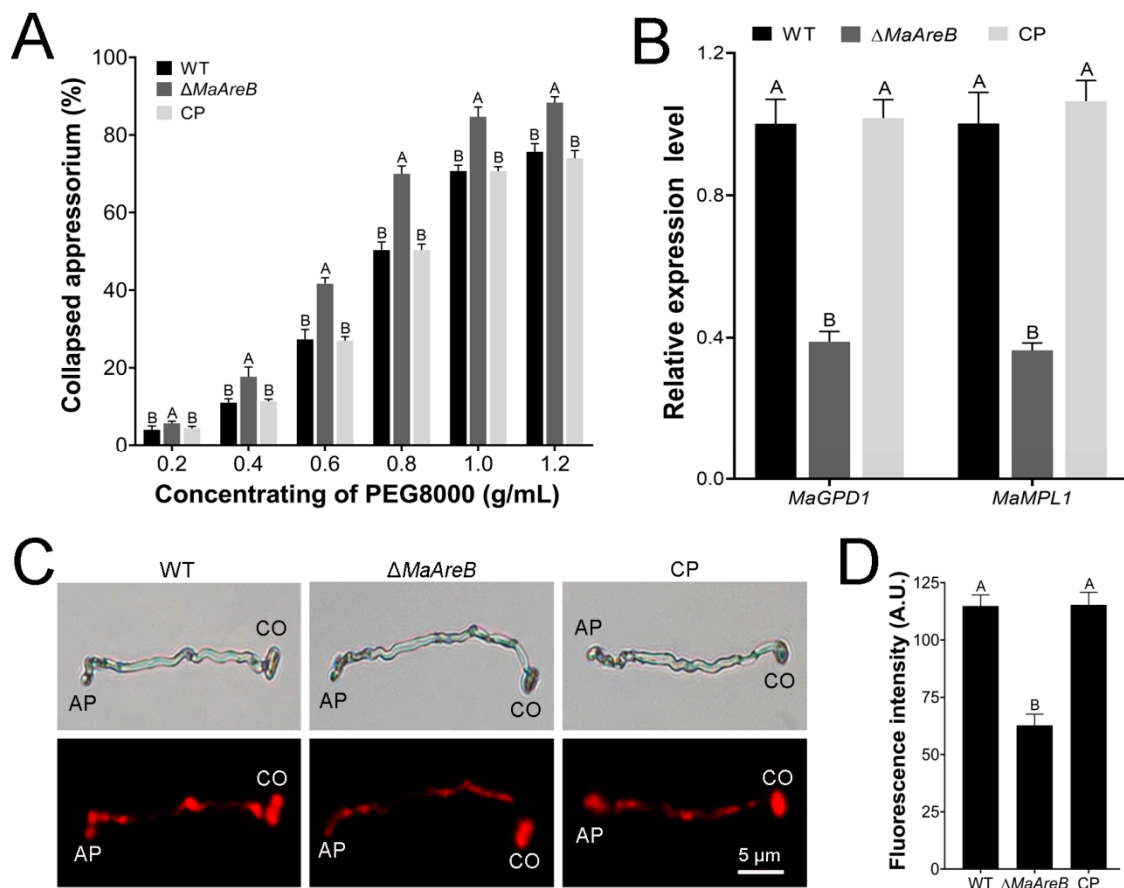 A
Collapsed appressorium (%)
100
80
60
40
20
0
WT
ΔMaAreB
CP
B A B
B A B
B A B
B A B
B A B
B A B
0.2 0.4 0.6 0.8 1.0 1.2
Concentrating of PEG8000 (g/mL)
B
WT ΔMaAreB CP
Relative expression level
1.2
0.8
0.4
0.0
A B A A B A
MaGPD1 MaMPL1
C
WT ΔMaAreB CP
AP CO
AP CO
AP CO
AP CO
AP CO
AP CO
5 μm
D
Fluorescence intensity (A.U.)
125
100
75
50
75
25
0
A B A
WT ΔMaAreB CP